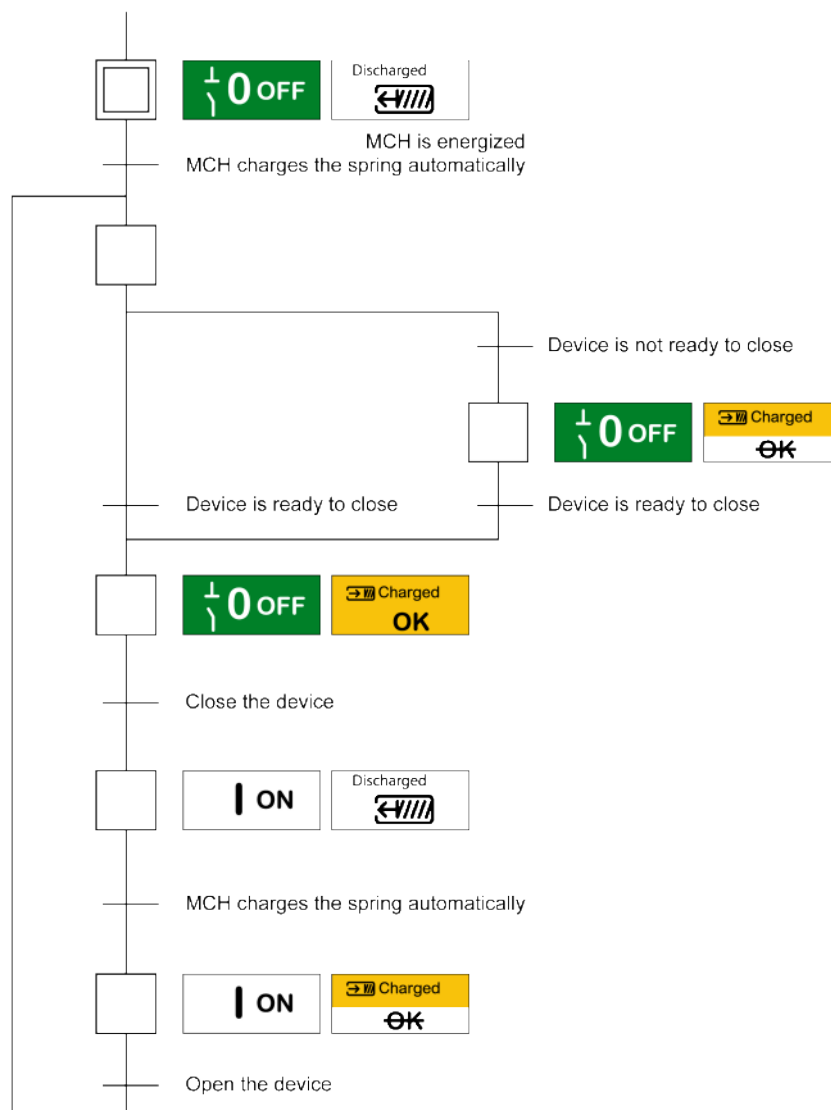 0 OFF
Discharged
MCH is energized
MCH charges the spring automatically
Device is not ready to close
0 OFF
Charged
OK
Device is ready to close
Device is ready to close
0 OFF
Charged
OK
Close the device
I ON
Discharged
MCH charges the spring automatically
I ON
Charged
OK
Open the device